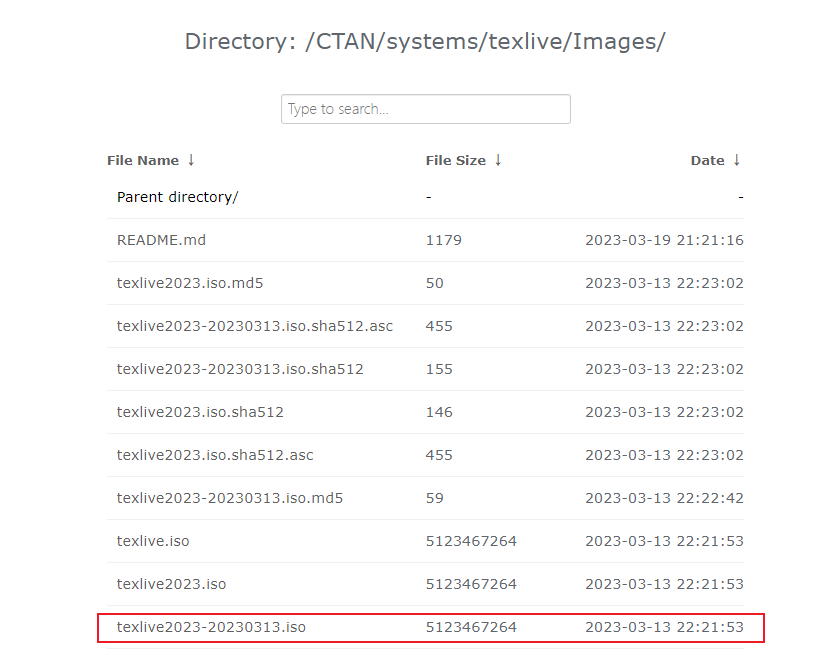 Directory: /CTAN/systems/texlive/Images/
Type to search...
File Name ↓ File Size ↓ Date ↓
Parent directory/ - -
README.md 1179 2023-03-19 21:21:16
texlive2023.iso.md5 50 2023-03-13 22:23:02
texlive2023-20230313.iso.sha512.asc 455 2023-03-13 22:23:02
texlive2023-20230313.iso.sha512 155 2023-03-13 22:23:02
texlive2023.iso.sha512 146 2023-03-13 22:23:02
texlive2023.iso.sha512.asc 455 2023-03-13 22:23:02
texlive2023-20230313.iso.md5 59 2023-03-13 22:22:42
texlive.iso 5123467264 2023-03-13 22:21:53
texlive2023.iso 5123467264 2023-03-13 22:21:53
texlive2023-20230313.iso 5123467264 2023-03-13 22:21:53